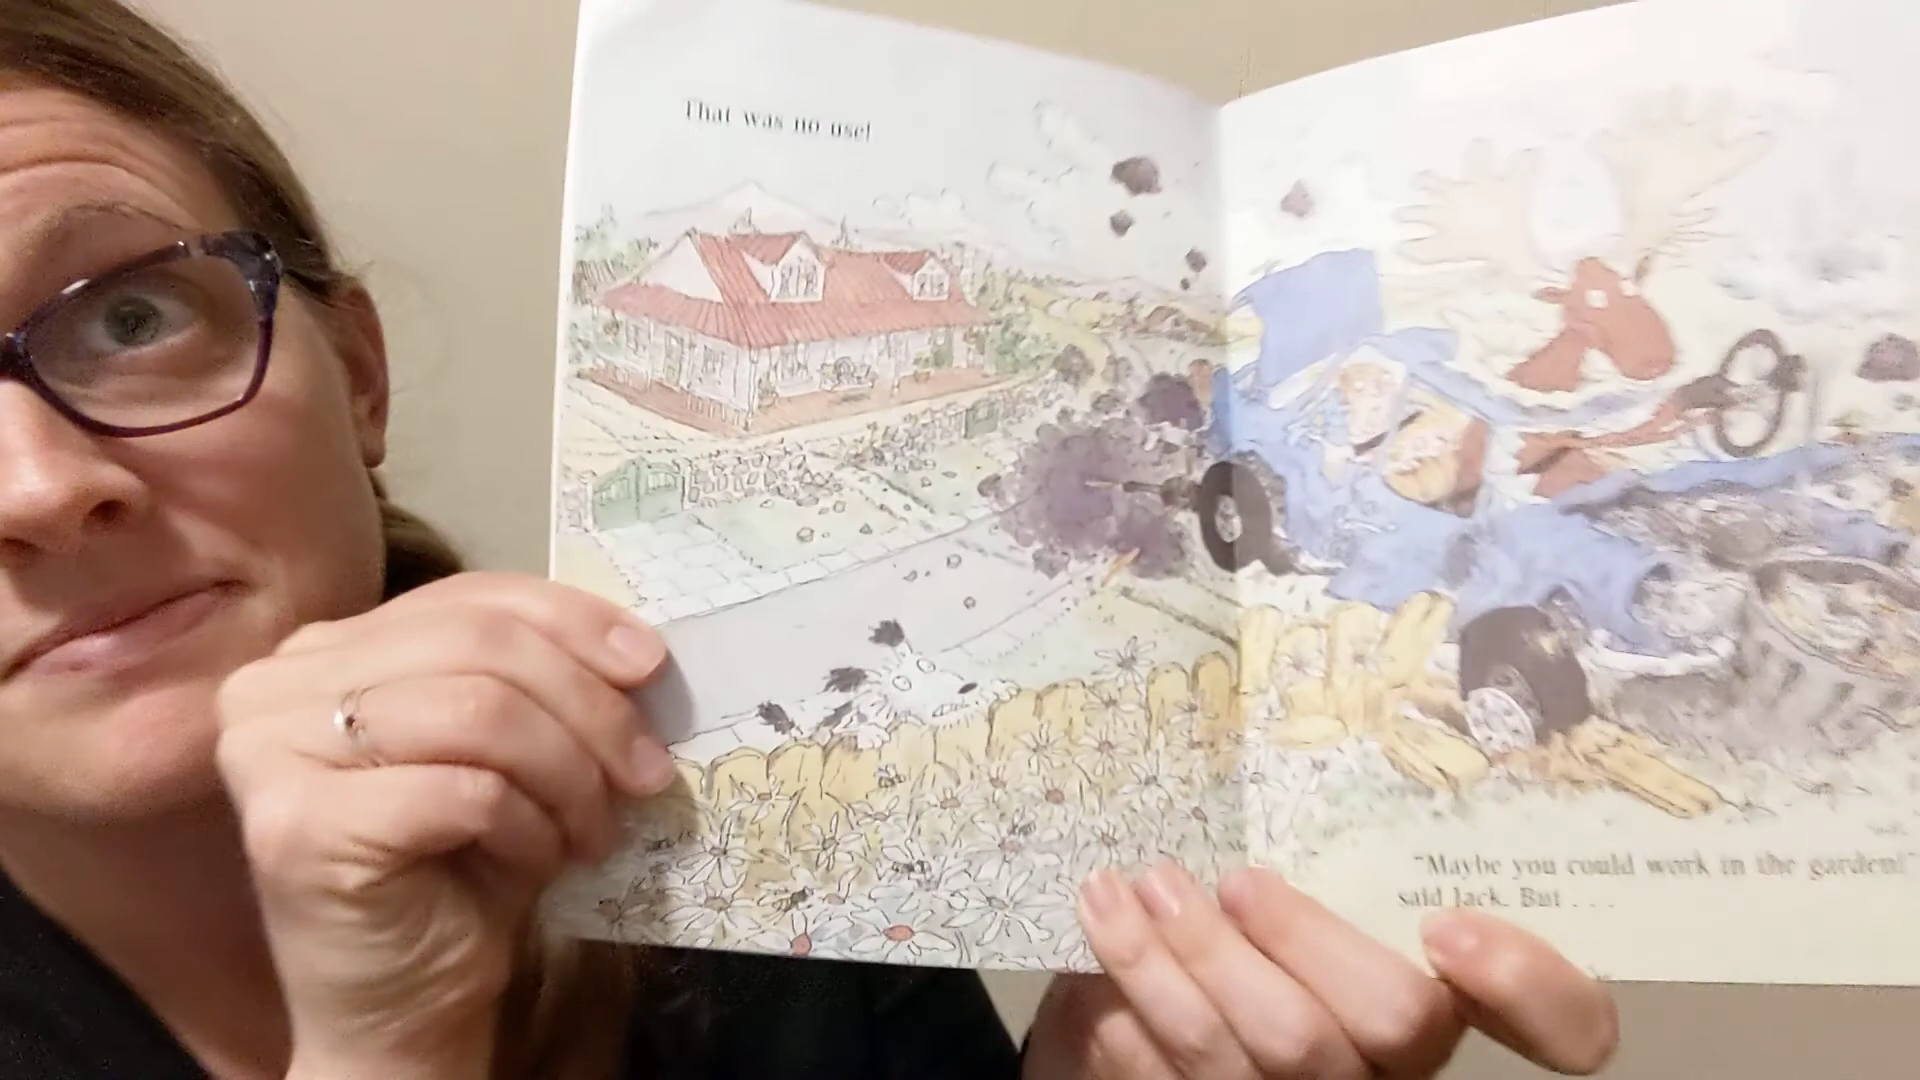 That was no use!
"Maybe you could work in the garden!"
said Jack. But . . .